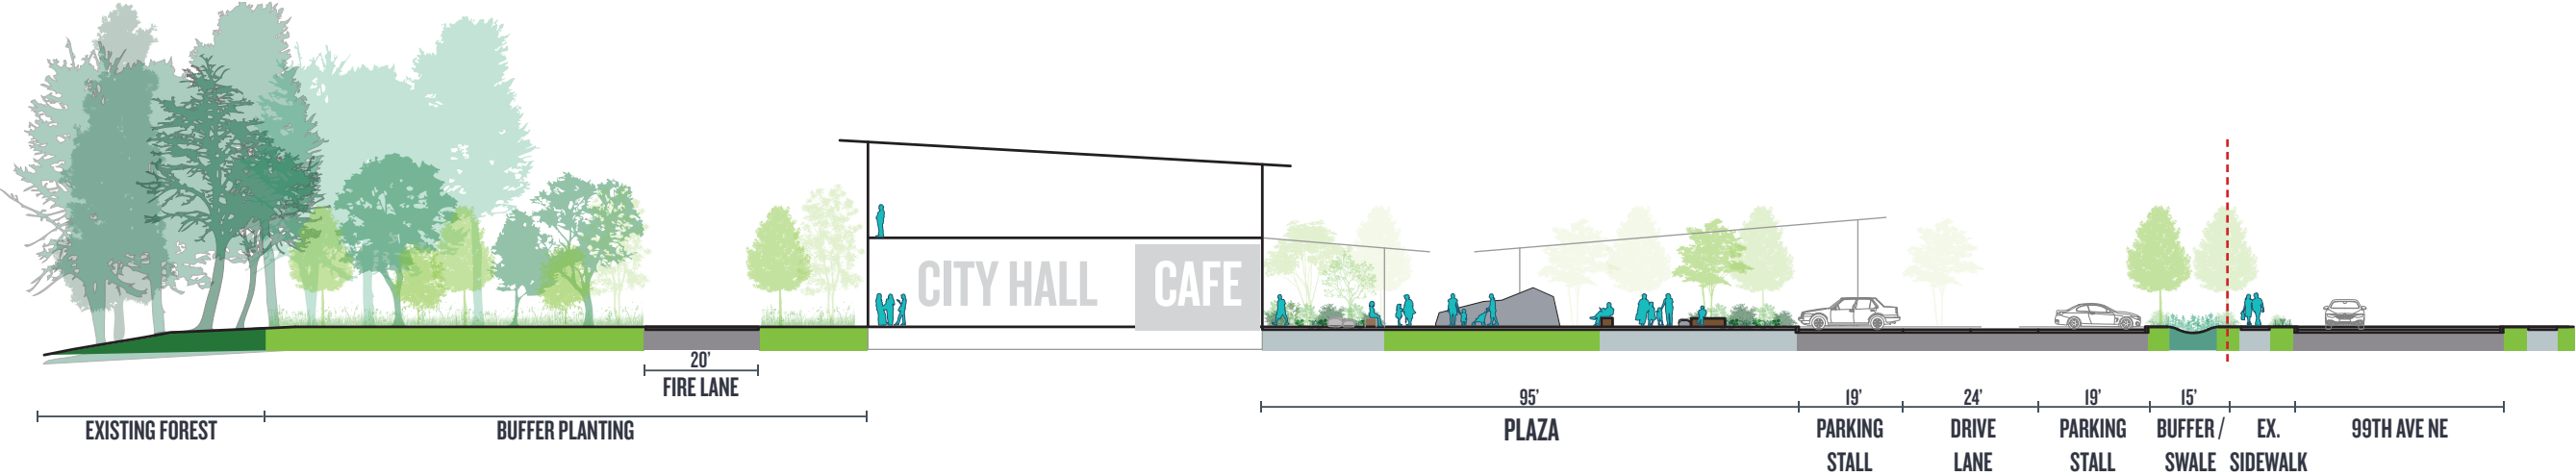 CITY HALL
CAFE
20'
FIRE LANE
EXISTING FOREST
BUFFER PLANTING
95'
PLAZA
19'
PARKING
STALL
24'
DRIVE
LANE
19'
PARKING
STALL
15'
BUFFER /
SWALE
EX.
SIDEWALK
99TH AVE NE